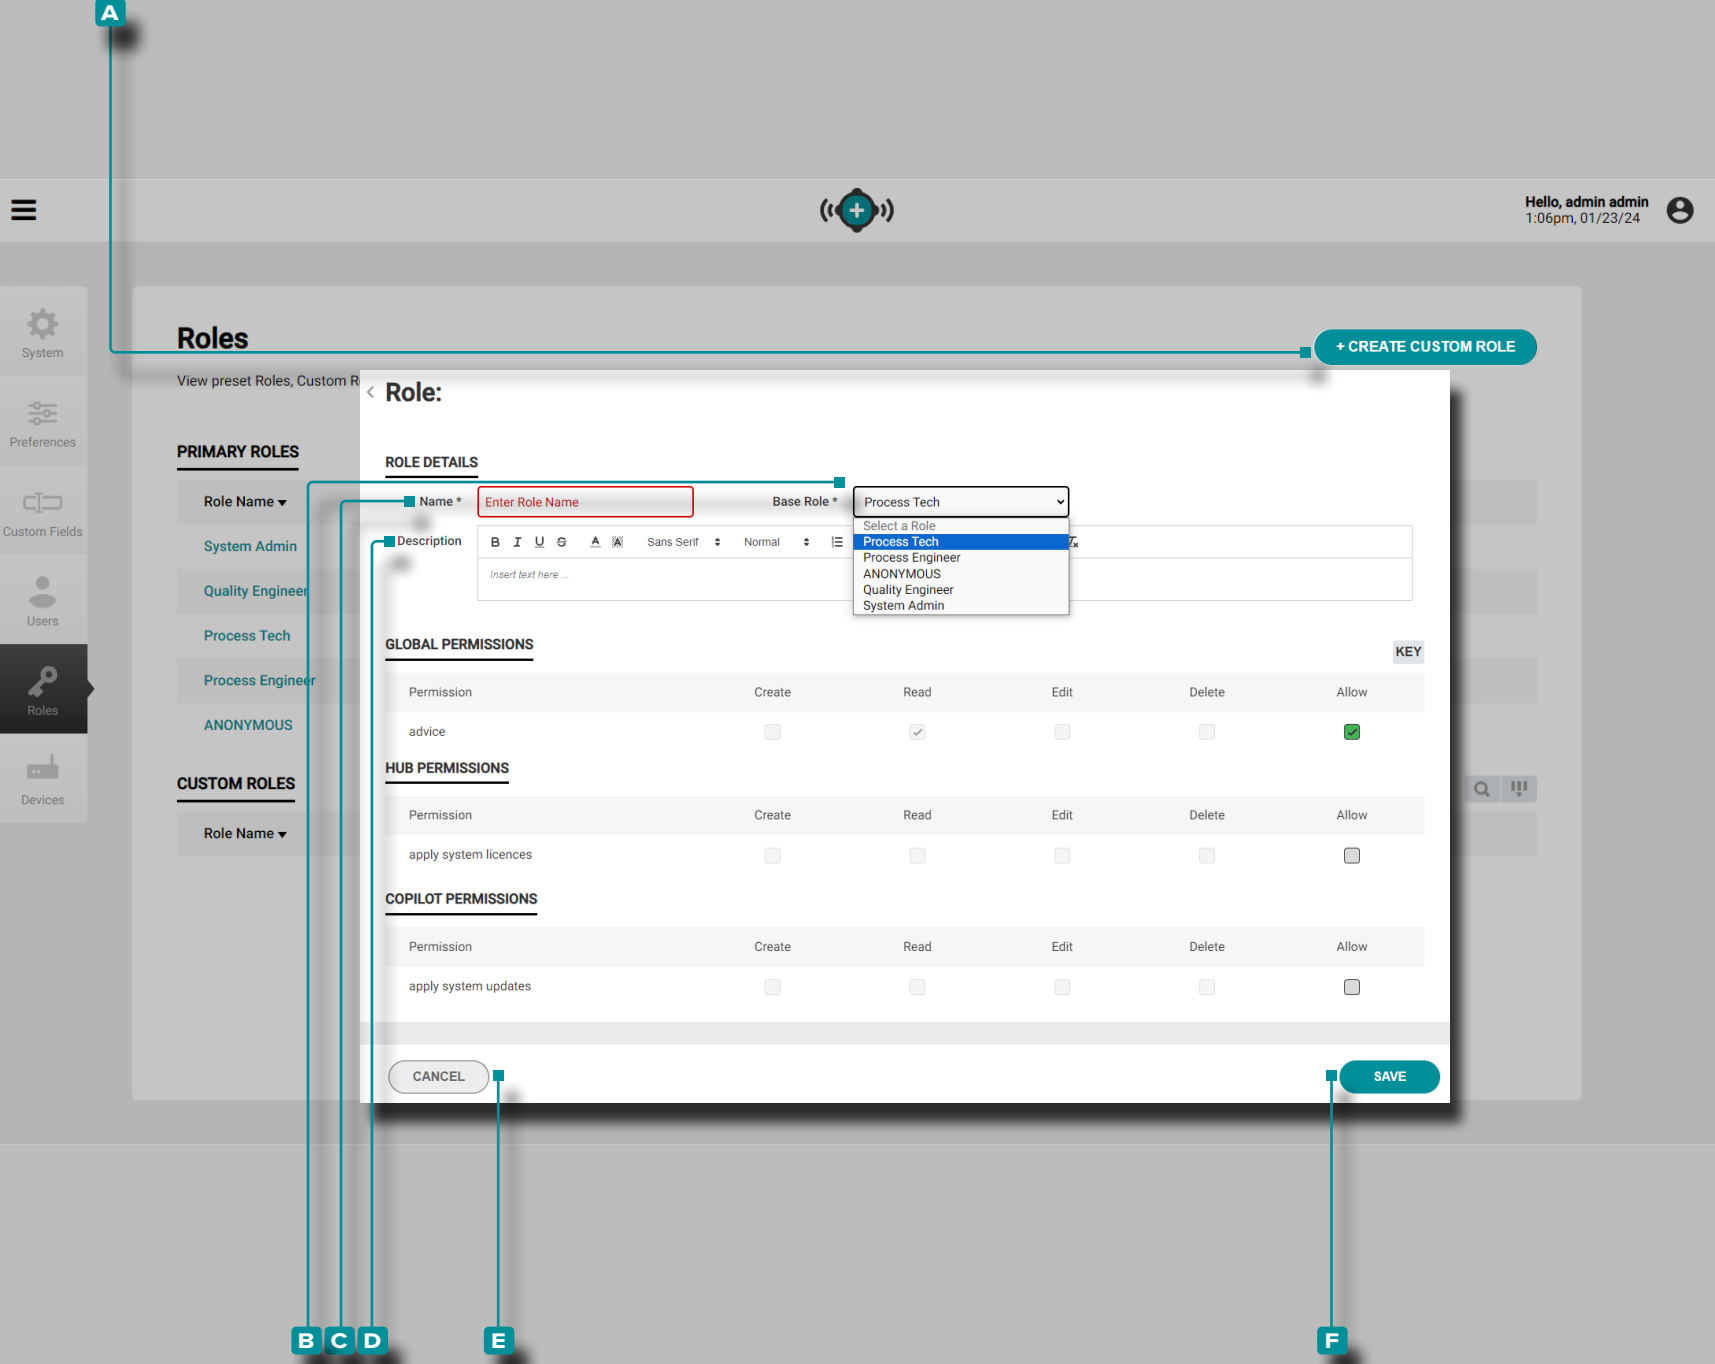 A
Hello, admin admin
1:06pm, 01/23/24
System
Preferences
Custom Fields
Users
Roles
Devices
Roles
+ CREATE CUSTOM ROLE
View preset Roles, Custom R
PRIMARY ROLES
Role Name
System Admin
Quality Engineer
Process Tech
Process Engineer
ANONYMOUS
CUSTOM ROLES
Role Name
Role:
ROLE DETAILS
Name * Enter Role Name Base Role * Process Tech
Select a Role
Process Tech
Process Engineer
ANONYMOUS
Quality Engineer
System Admin
Description B I U S A A Sans Serif Normal
Insert text here ...
GLOBAL PERMISSIONS KEY
Permission Create Read Edit Delete Allow
advice
HUB PERMISSIONS
Permission Create Read Edit Delete Allow
apply system licences
COPILOT PERMISSIONS
Permission Create Read Edit Delete Allow
apply system updates
CANCEL SAVE
B C D E F